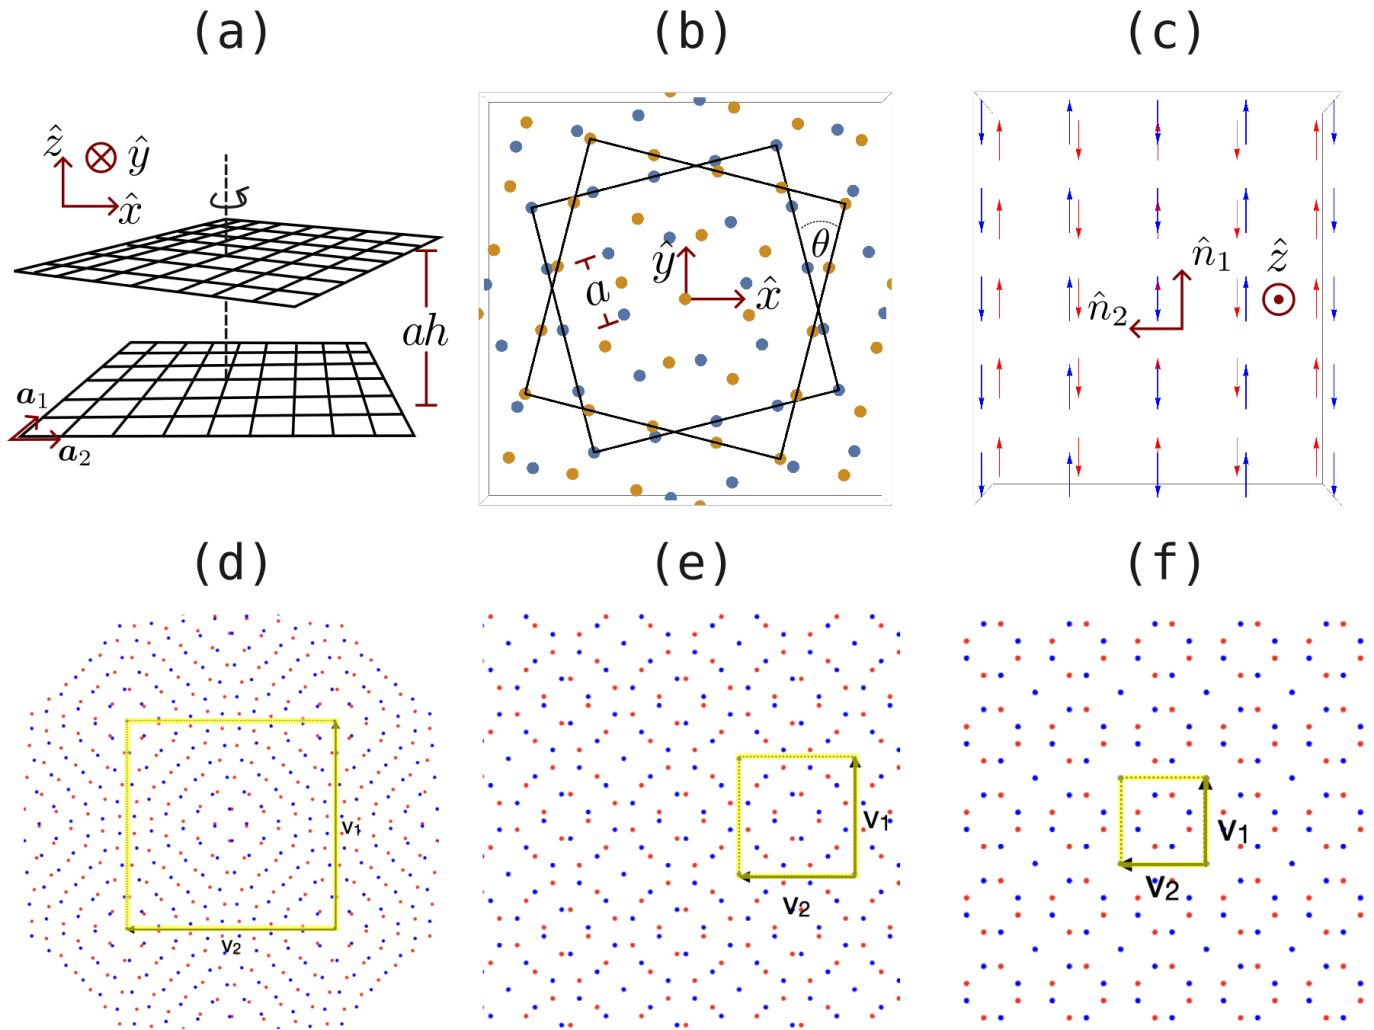 (a)
(b)
(c)
ẑ
ŷ
x̂
ah
a₁
a₂
θ
ŷ
a
x̂
n̂₁
ẑ
n̂₂
(d)
(e)
(f)
v₁
v₂
v₁
v₂
v₁
v₂